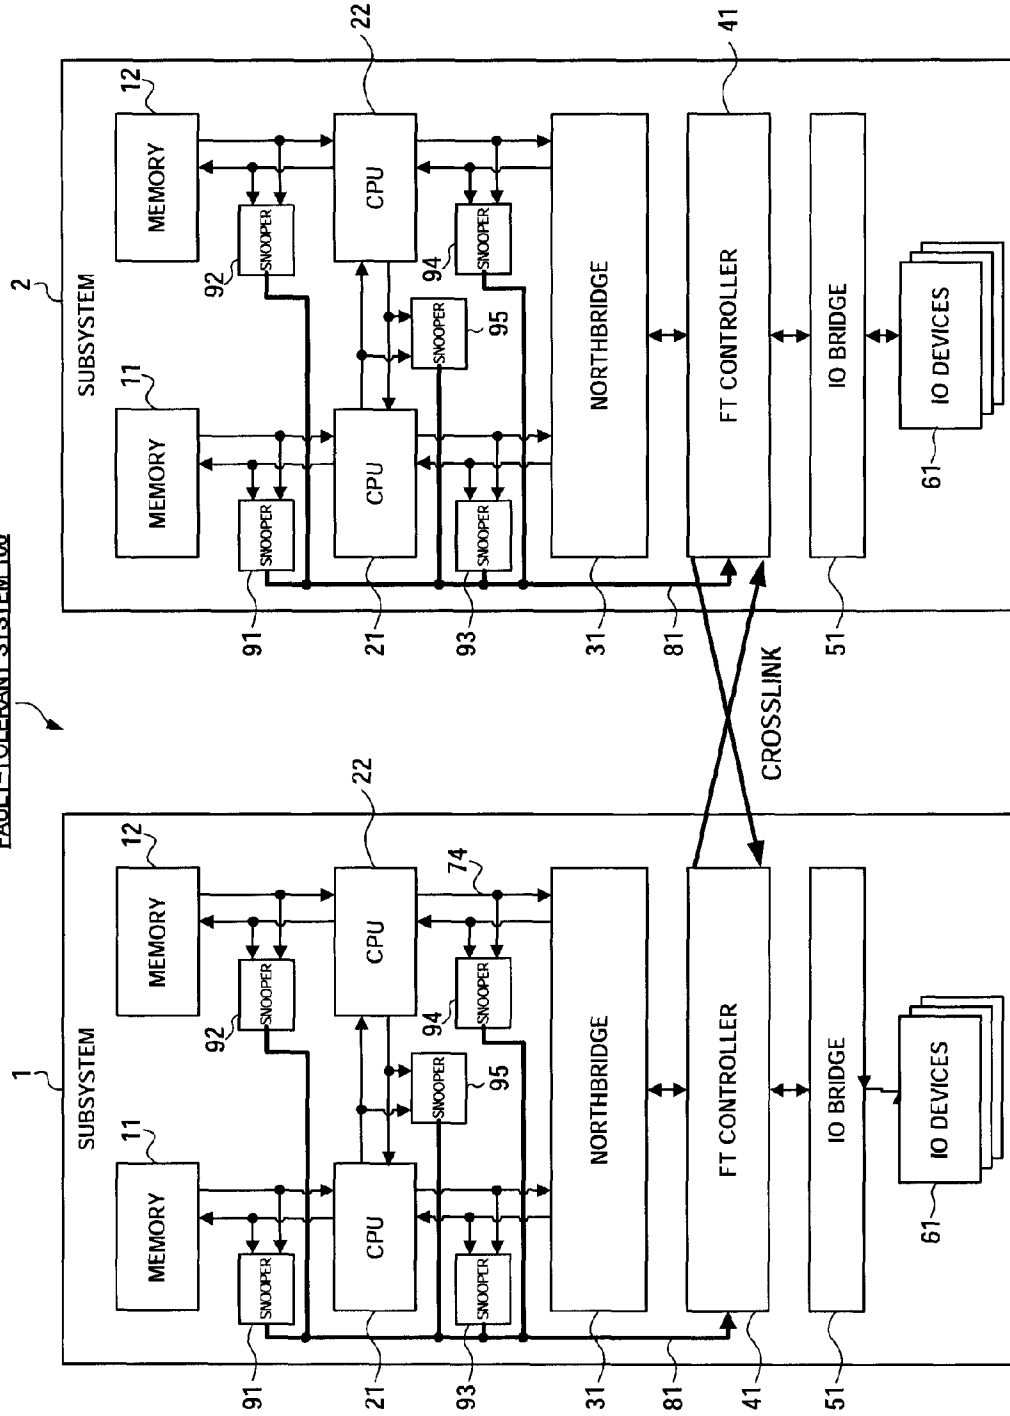 FAULT-TOLERANT SYSTEM 100
1
SUBSYSTEM
11
12
MEMORY
MEMORY
91
SNOOPER
92
SNOOPER
21
CPU
CPU
22
95
SNOOPER
74
93
SNOOPER
94
SNOOPER
31
NORTHBRIDGE
81
41
FT CONTROLLER
51
IO BRIDGE
61
IO DEVICES
CROSSLINK
2
SUBSYSTEM
11
12
MEMORY
MEMORY
91
SNOOPER
92
SNOOPER
21
CPU
CPU
22
95
SNOOPER
93
SNOOPER
94
SNOOPER
31
NORTHBRIDGE
81
FT CONTROLLER
41
51
IO BRIDGE
61
IO DEVICES